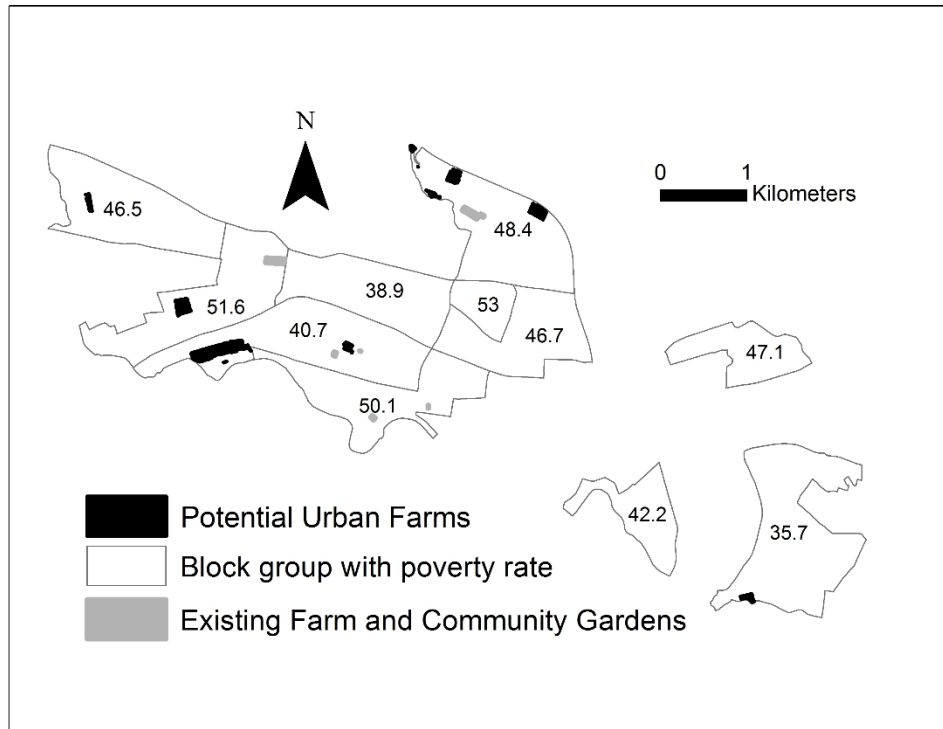 N
0 1
Kilometers
46.5
48.4
51.6
38.9
53
40.7
46.7
47.1
50.1
42.2
35.7
Potential Urban Farms
Block group with poverty rate
Existing Farm and Community Gardens